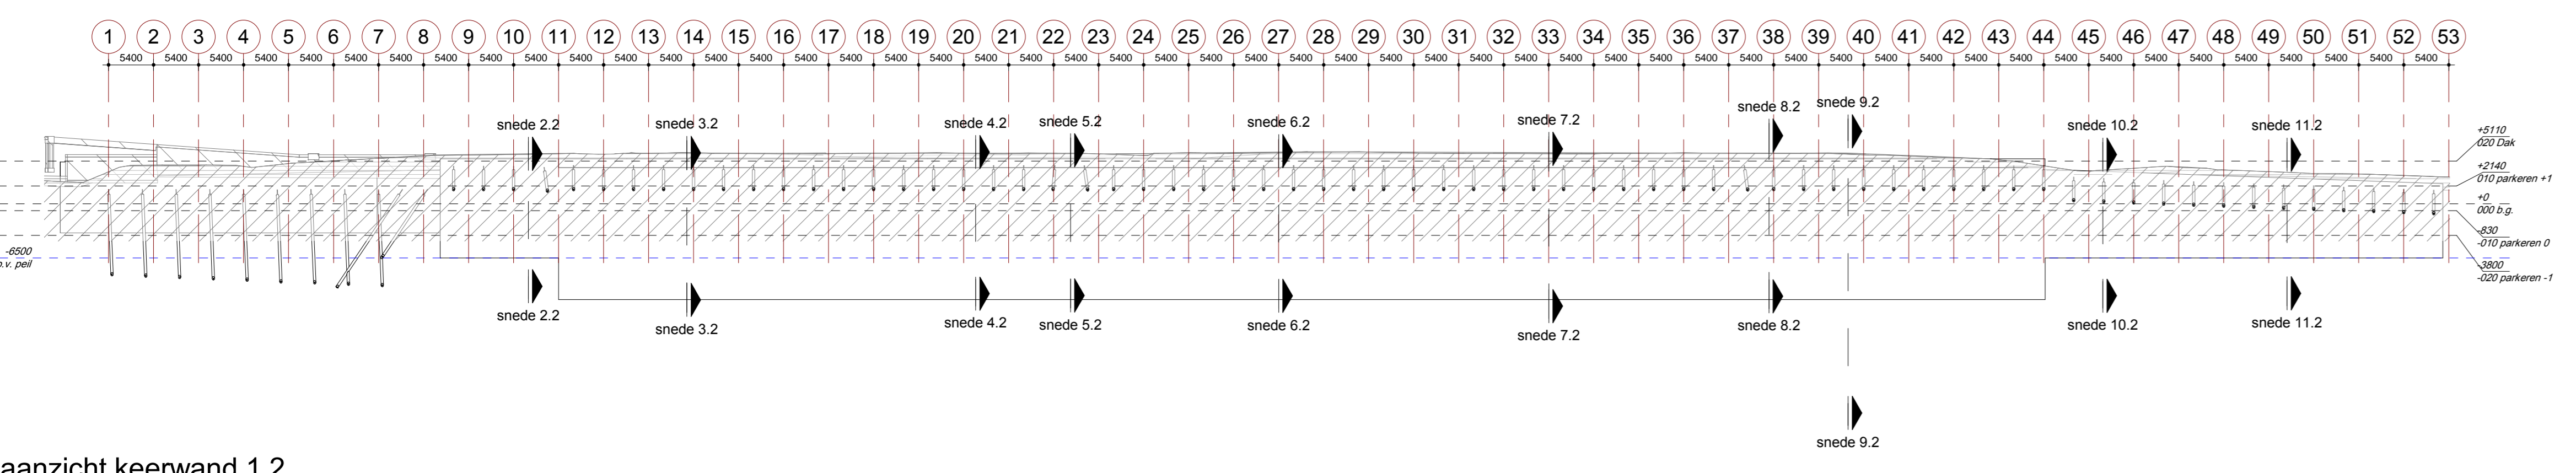 1 2 3 4 5 6 7 8 9 10 11 12 13 14 15 16 17 18 19 20 21 22 23 24 25 26 27 28 29 30 31 32 33 34 35 36 37 38 39 40 41 42 43 44 45 46 47 48 49 50 51 52 53
5400 5400 5400 5400 5400 5400 5400 5400 5400 5400 5400 5400 5400 5400 5400 5400 5400 5400 5400 5400 5400 5400 5400 5400 5400 5400 5400 5400 5400 5400 5400 5400 5400 5400 5400 5400 5400 5400 5400 5400 5400 5400 5400 5400 5400 5400 5400 5400 5400 5400 5400 5400
snede 2.2 snede 3.2 snede 4.2 snede 5.2 snede 6.2 snede 7.2 snede 8.2 snede 9.2 snede 10.2 snede 11.2
+5110
020 Dak
+2140
010 parkeren +1
+0
000 b.g.
-830
-010 parkeren 0
-3800
-020 parkeren -1
-6500
o.v. peil
snede 2.2 snede 3.2 snede 4.2 snede 5.2 snede 6.2 snede 7.2 snede 8.2 snede 10.2 snede 11.2
snede 9.2
aanzicht keerwand 1.2